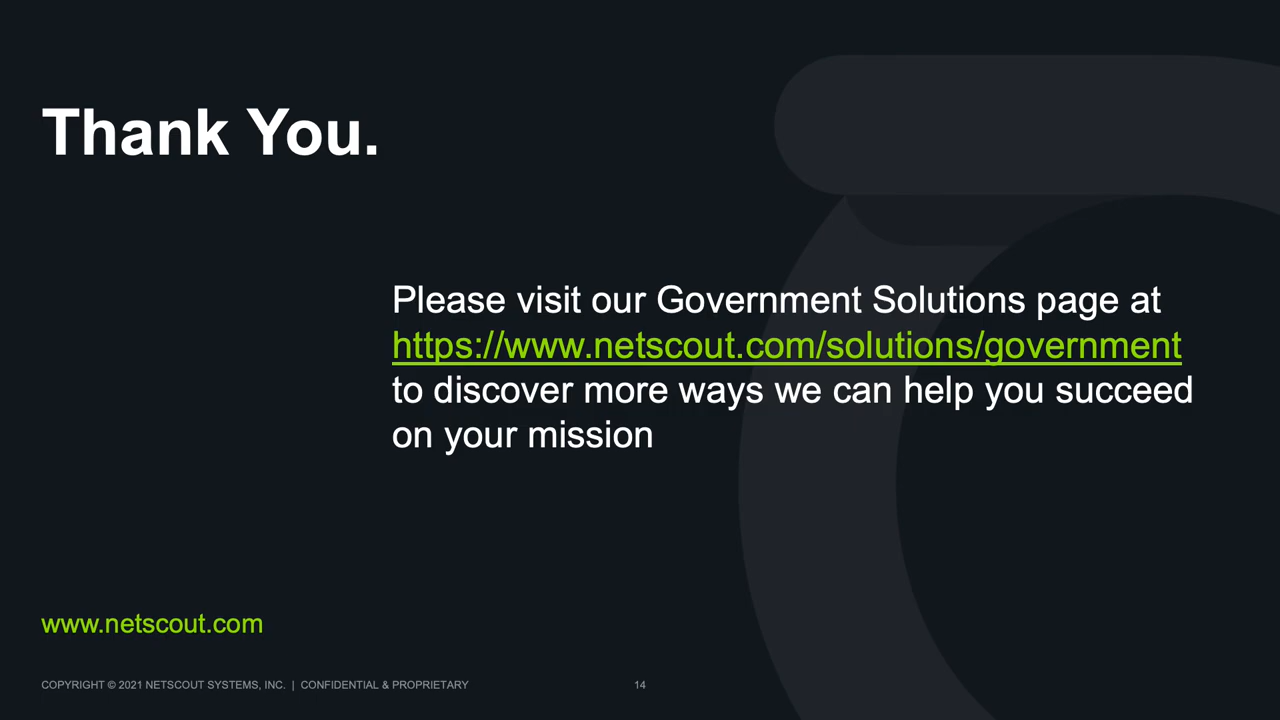 Thank You.
Please visit our Government Solutions page at
https://www.netscout.com/solutions/government
to discover more ways we can help you succeed
on your mission
www.netscout.com
COPYRIGHT © 2021 NETSCOUT SYSTEMS, INC. | CONFIDENTIAL & PROPRIETARY
14